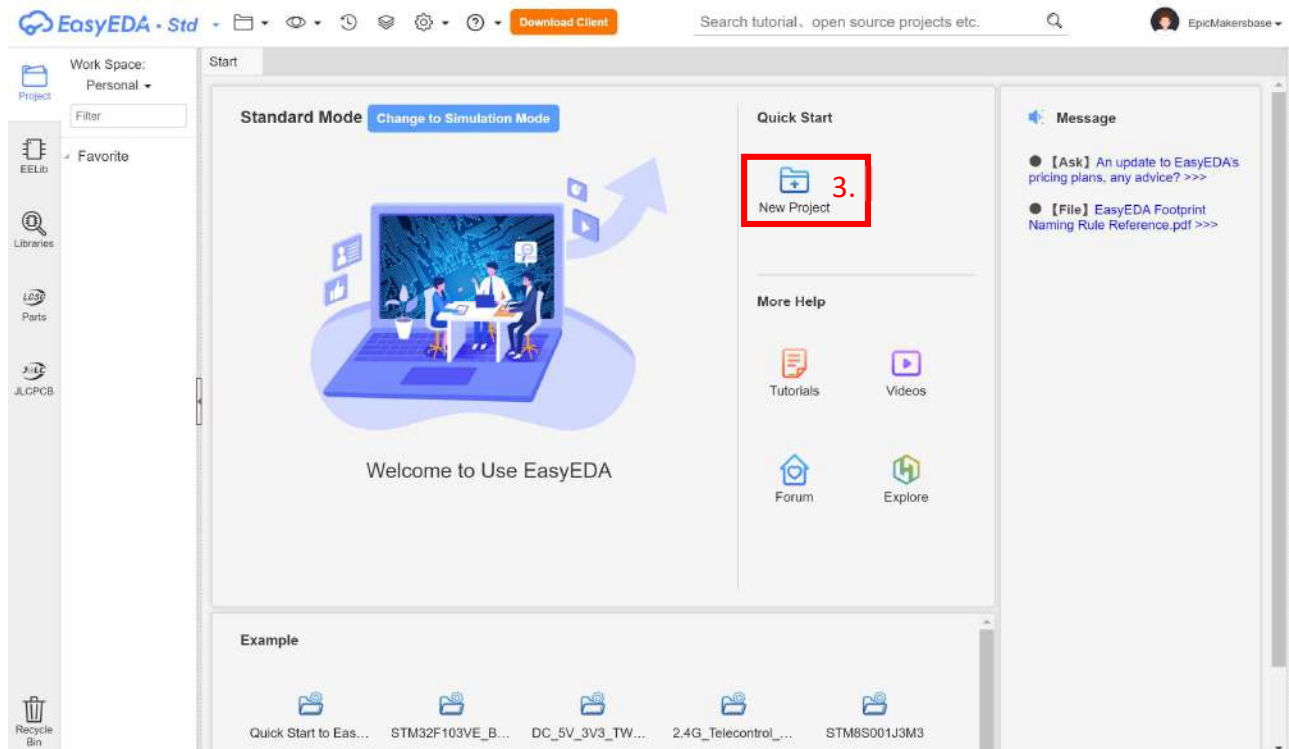 EasyEDA · Std
Download Client
Search tutorial、open source projects etc.
EpicMakersbase
Project
EELib
Libraries
LCSC
Parts
JLC
JLCPCB
Recycle
Bin
Work Space:
Personal
Filter
Favorite
Start
Standard Mode
Change to Simulation Mode
Welcome to Use EasyEDA
Quick Start
New Project
3.
More Help
Tutorials
Videos
Forum
Explore
Message
【Ask】An update to EasyEDA's
pricing plans, any advice? >>>
【File】EasyEDA Footprint
Naming Rule Reference.pdf >>>
Example
Quick Start to Eas...
STM32F103VE_B...
DC_5V_3V3_TW...
2.4G_Telecontrol_...
STM8S001J3M3